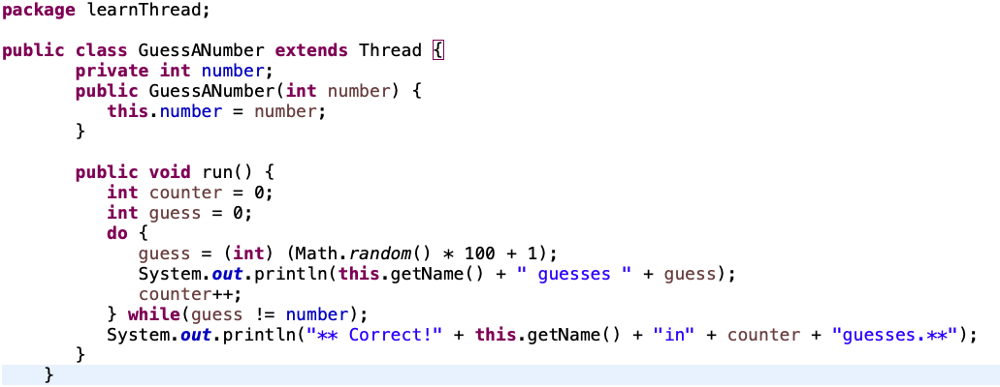 package learnThread;
public class GuessANumber extends Thread {
private int number;
public GuessANumber(int number) {
this.number = number;
}
public void run() {
int counter = 0;
int guess = 0;
do {
guess = (int) (Math.random() * 100 + 1);
System.out.println(this.getName() + " guesses " + guess);
counter++;
} while(guess != number);
System.out.println("** Correct!" + this.getName() + "in" + counter + "guesses.**");
}
}